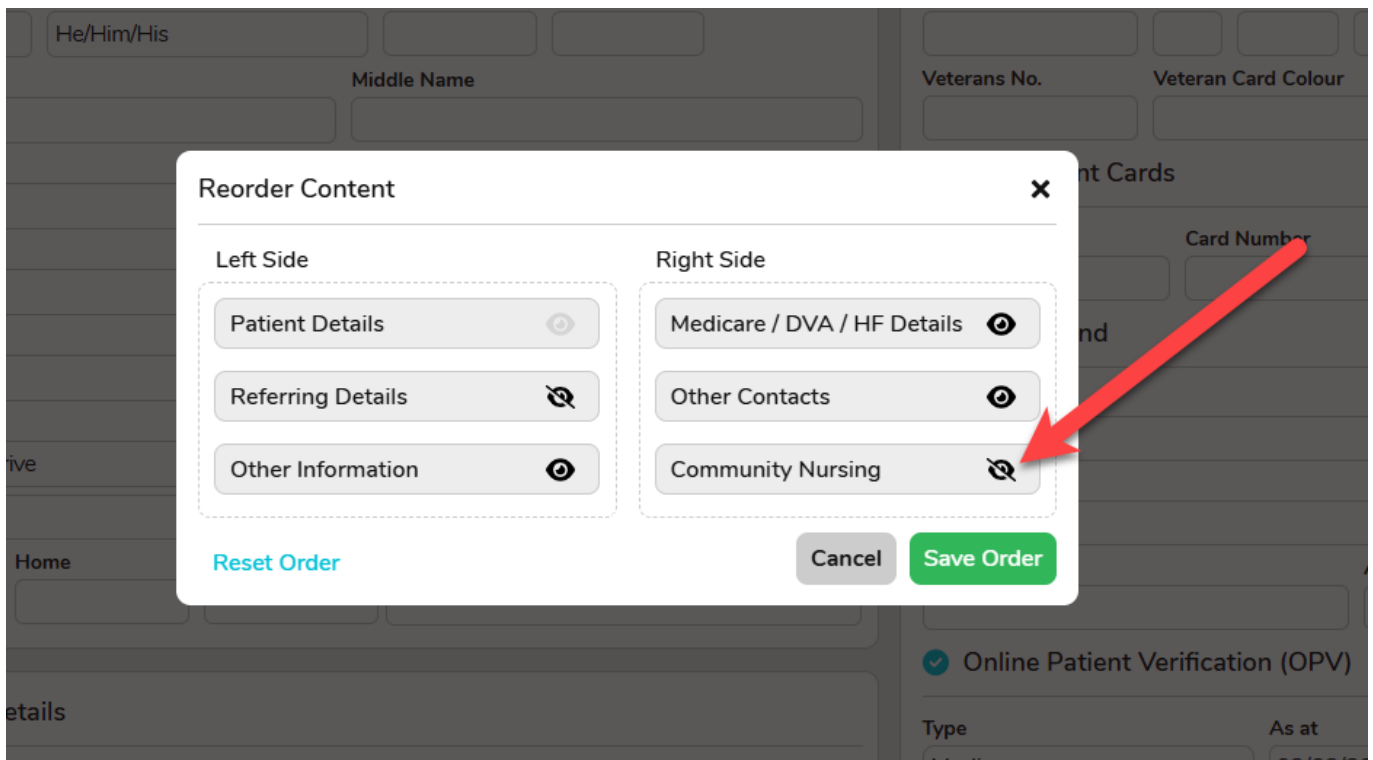 He/Him/His
Middle Name
Veterans No. Veteran Card Colour
Reorder Content
nt Cards
Card Number
Left Side Right Side
Patient Details Medicare / DVA / HF Details
nd
Referring Details Other Contacts
rive Other Information Community Nursing
Home Reset Order Cancel Save Order
Online Patient Verification (OPV)
etails
Type As at